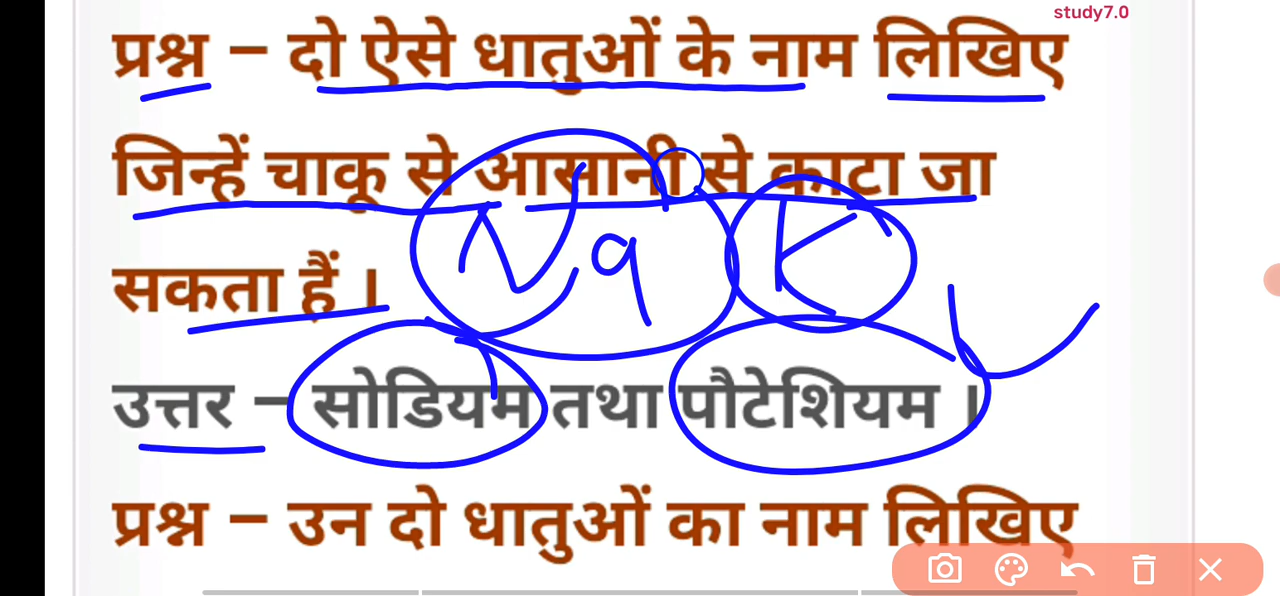 study7.0
प्रश्न – दो ऐसे धातुओं के नाम लिखिए
जिन्हें चाकू से आसानी से काटा जा
सकता हैं ।
Na K
उत्तर – सोडियम तथा पौटेशियम ।
प्रश्न – उन दो धातुओं का नाम लिखिए